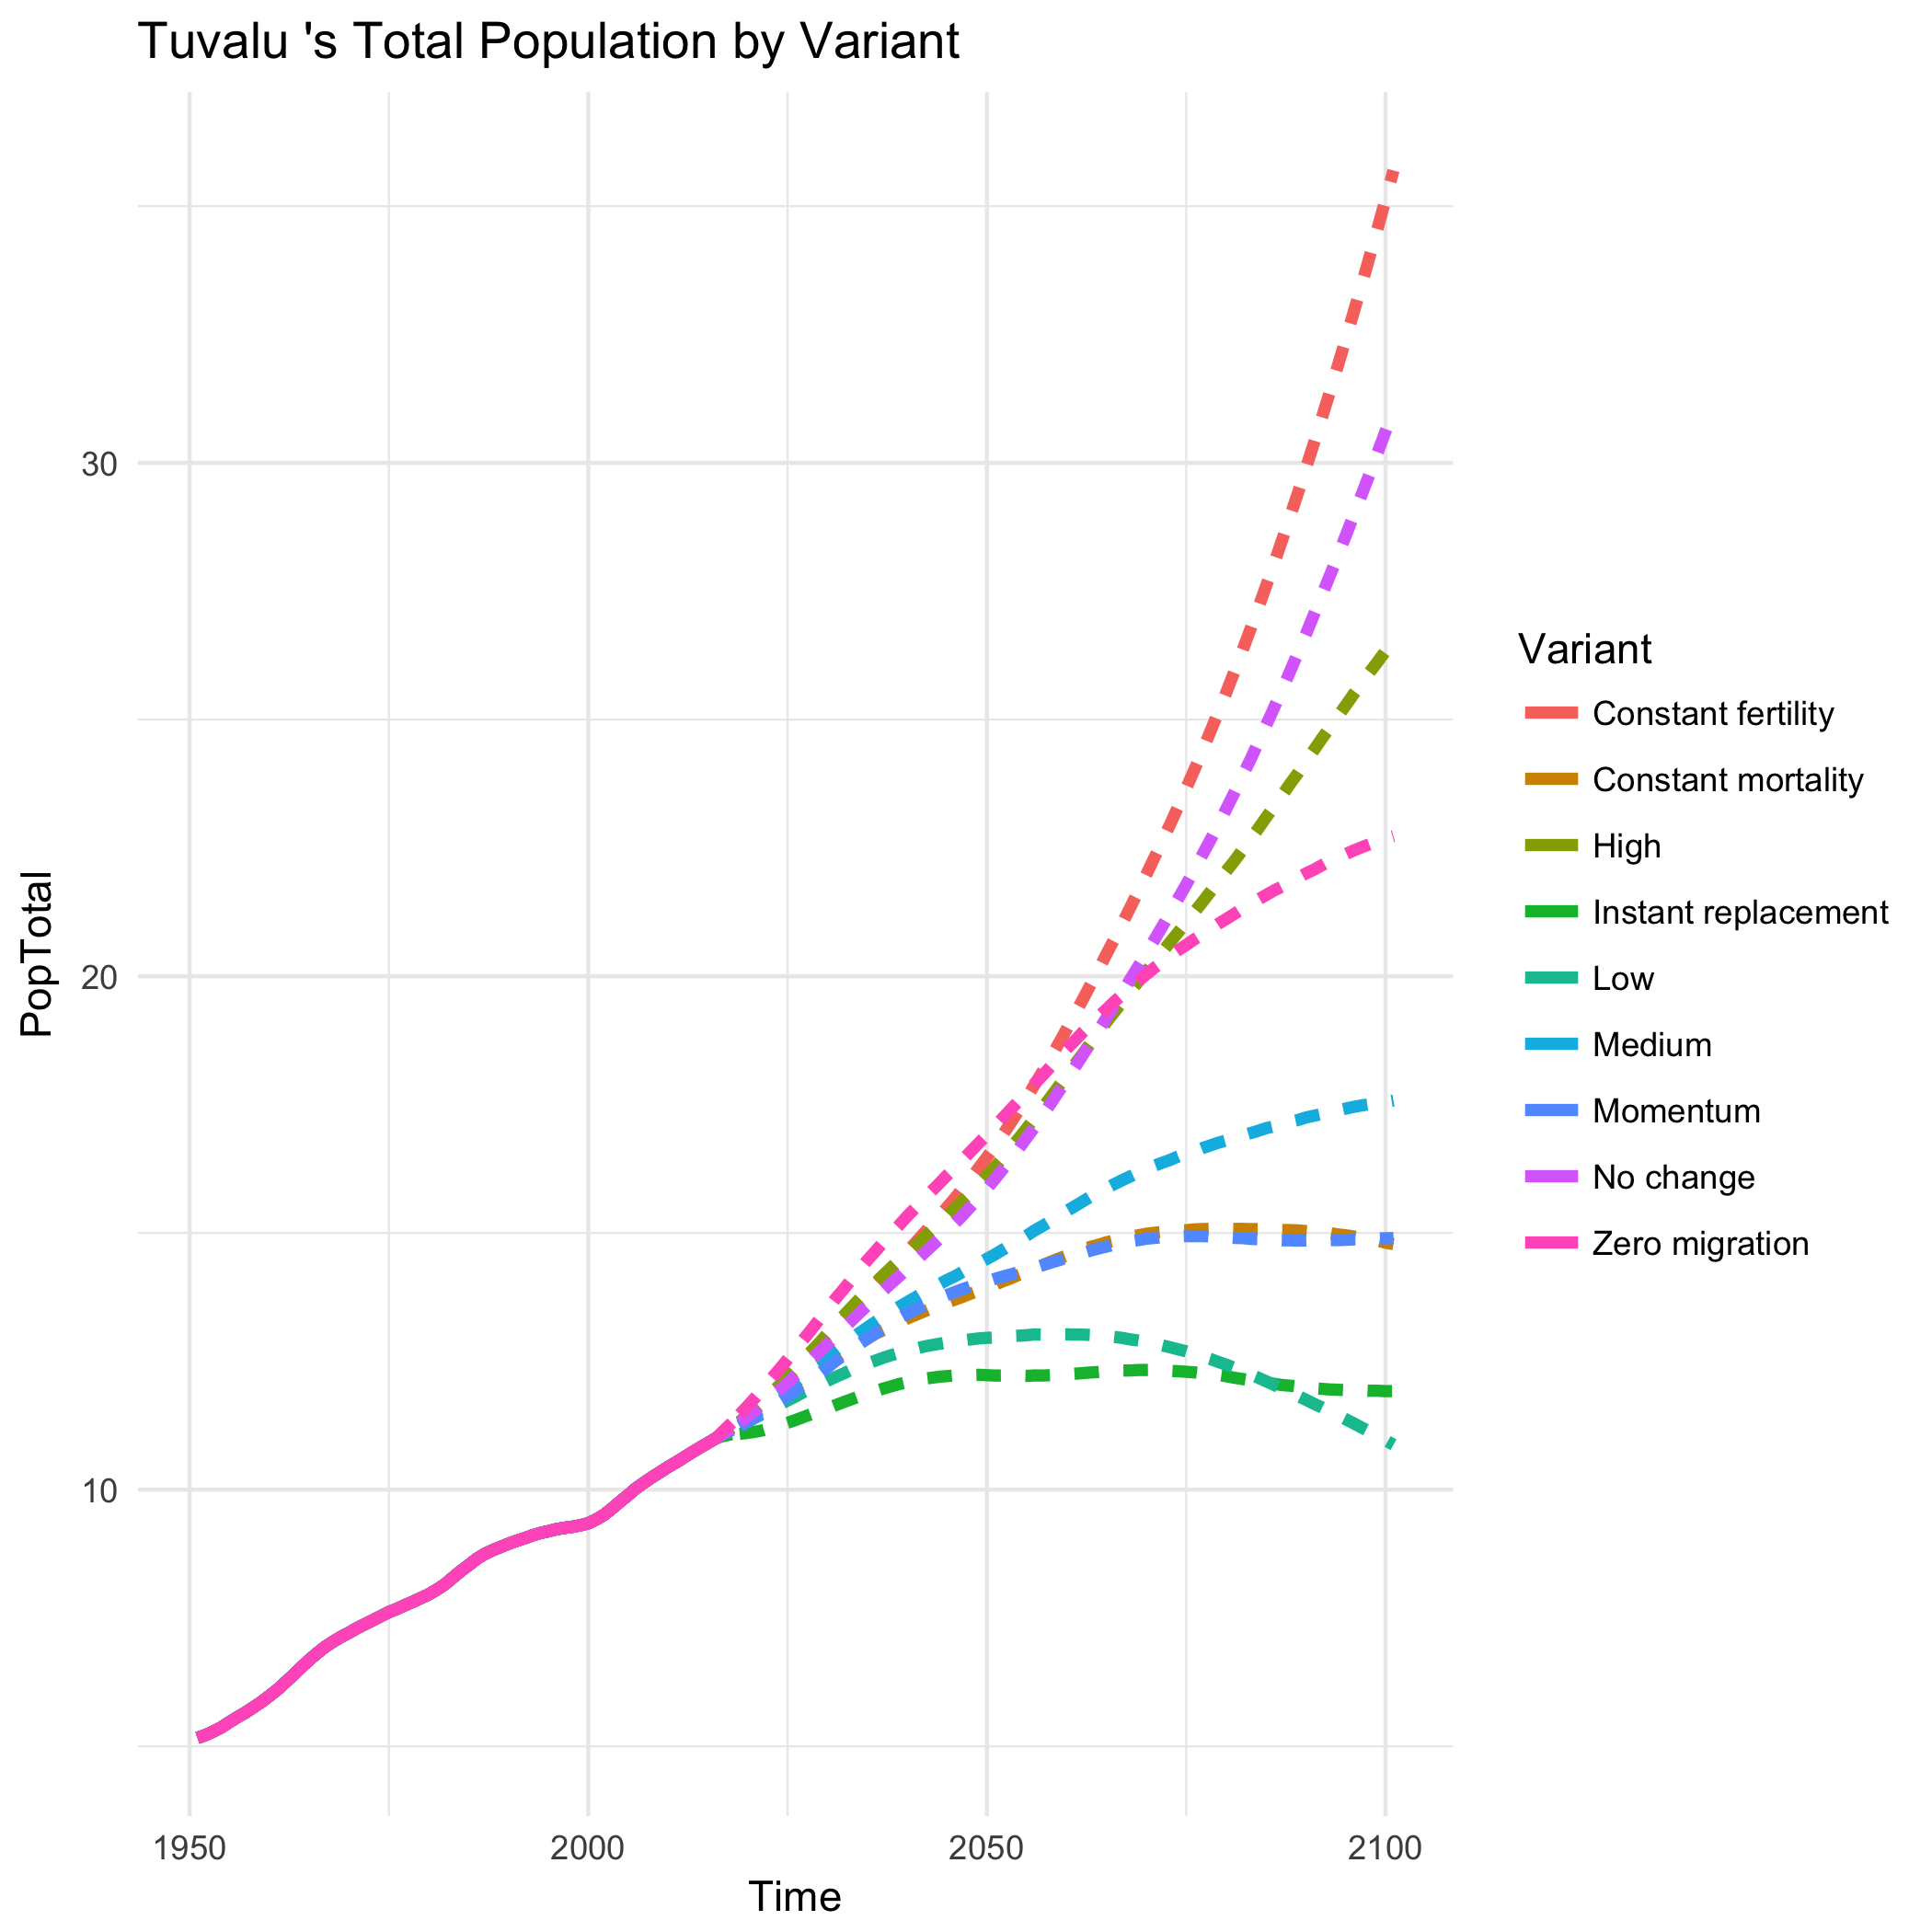 Tuvalu 's Total Population by Variant
PopTotal
30
20
10
1950
2000
2050
2100
Time
Variant
Constant fertility
Constant mortality
High
Instant replacement
Low
Medium
Momentum
No change
Zero migration